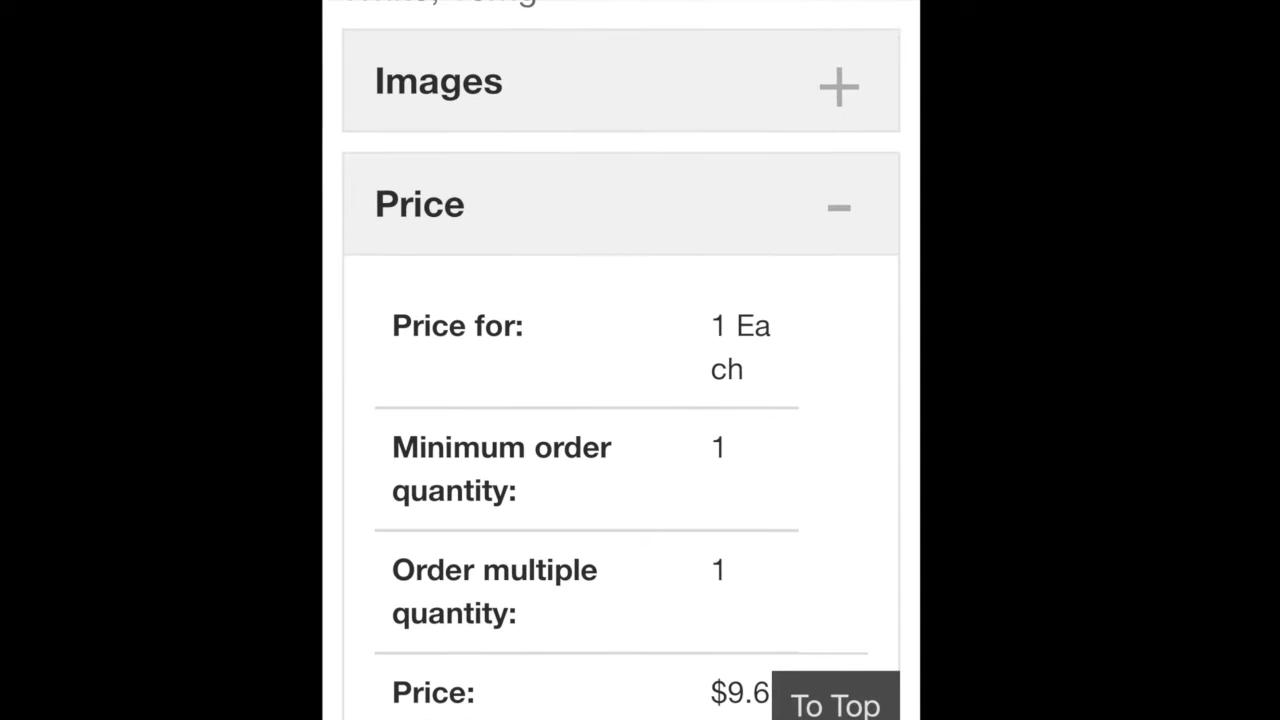 Images
Price
Price for: 1 Ea
ch
Minimum order 1
quantity:
Order multiple 1
quantity:
Price: $9.6
To Top